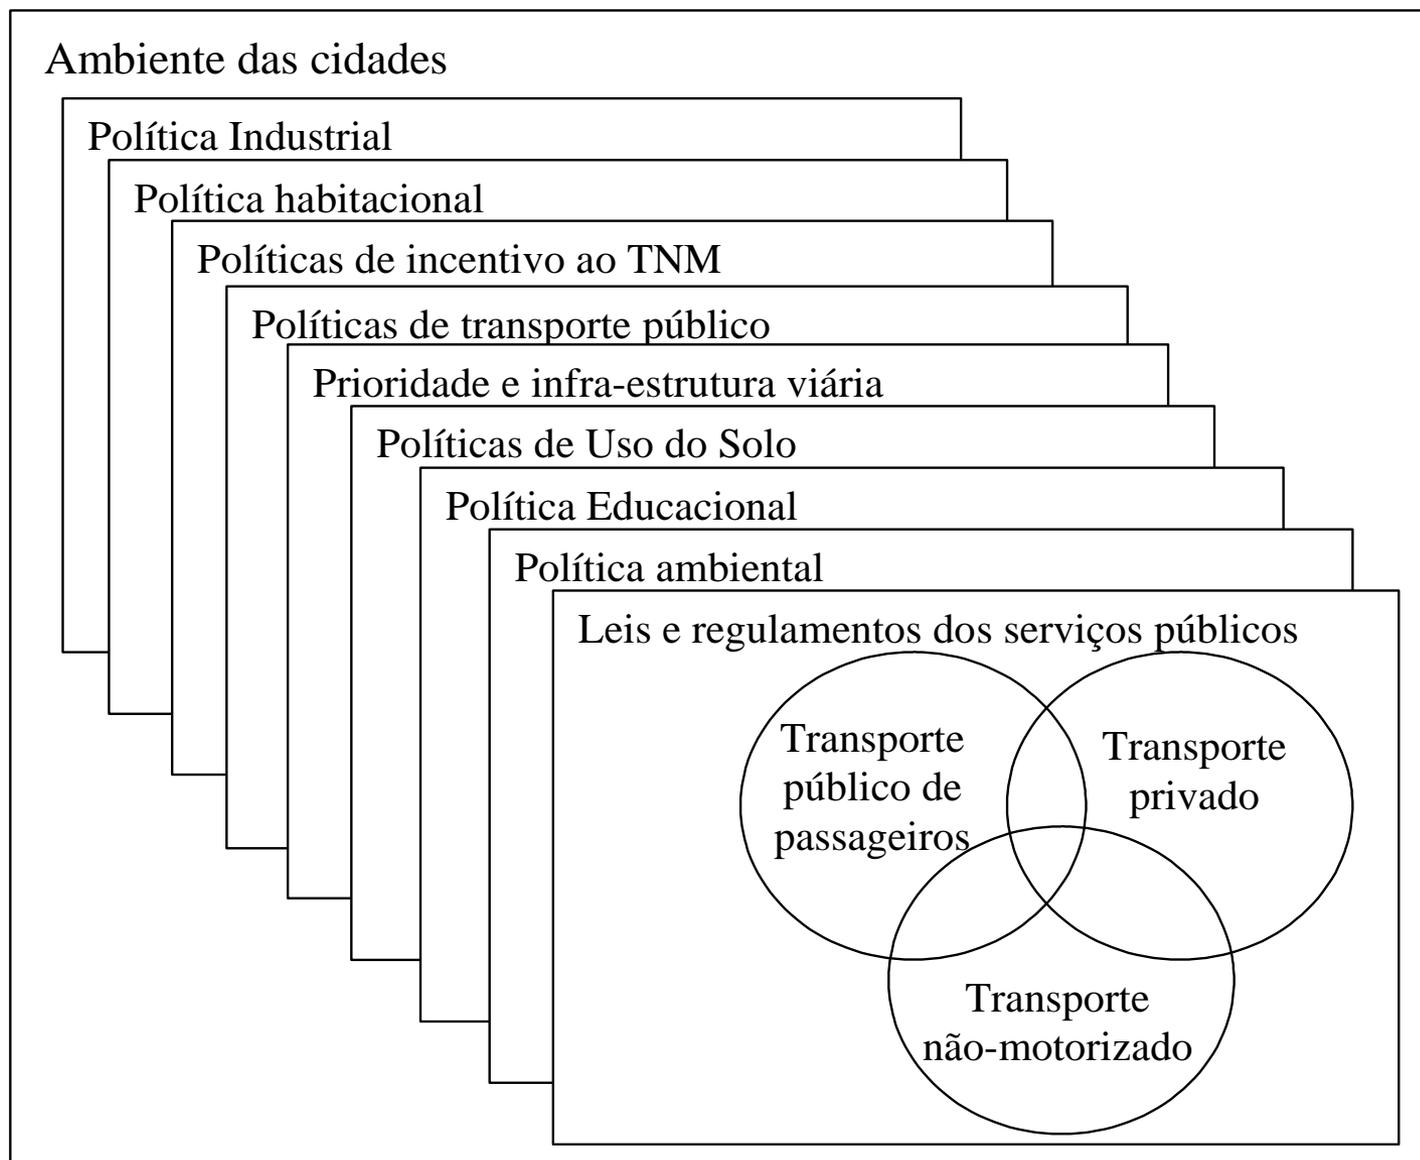 Ambiente das cidades
Política Industrial
Política habitacional
Políticas de incentivo ao TNM
Políticas de transporte público
Prioridade e infra-estrutura viária
Políticas de Uso do Solo
Política Educacional
Política ambiental
Leis e regulamentos dos serviços públicos
Transporte
público de
passageiros
Transporte
privado
Transporte
não-motorizado